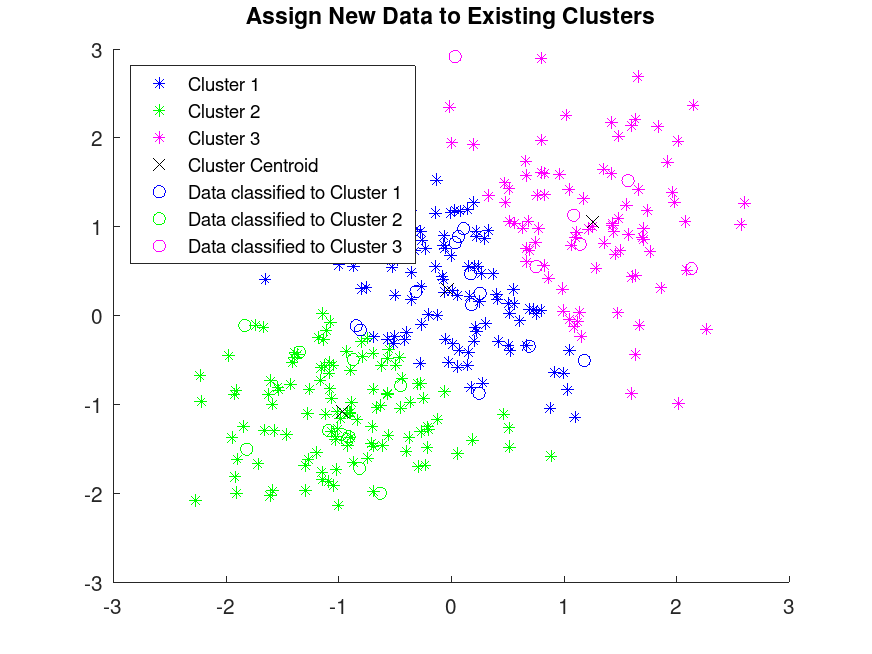 Assign New Data to Existing Clusters
3
2
1
0
-1
-2
-3
Cluster 1
Cluster 2
Cluster 3
Cluster Centroid
Data classified to Cluster 1
Data classified to Cluster 2
Data classified to Cluster 3
-3 -2 -1 0 1 2 3